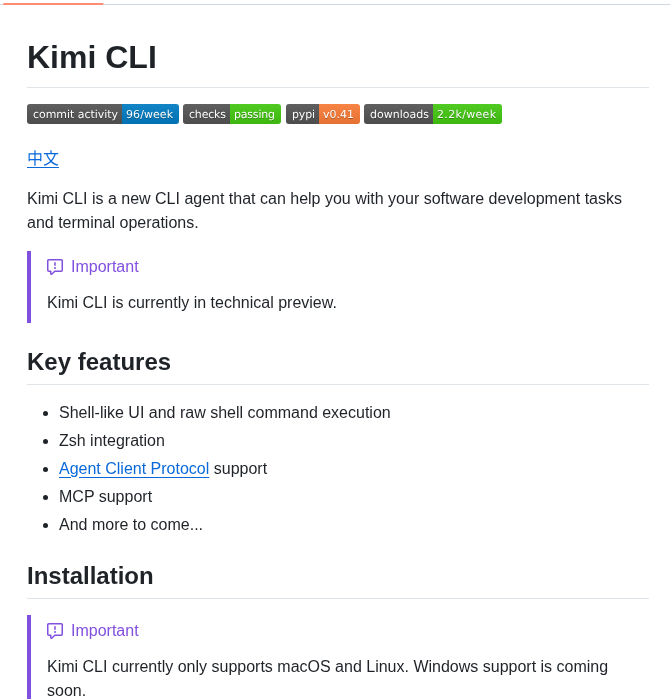 Kimi CLI
commit activity 96/week checks passing pypi v0.41 downloads 2.2k/week
中文
Kimi CLI is a new CLI agent that can help you with your software development tasks
and terminal operations.
Important
Kimi CLI is currently in technical preview.
Key features
Shell-like UI and raw shell command execution
Zsh integration
Agent Client Protocol support
MCP support
And more to come...
Installation
Important
Kimi CLI currently only supports macOS and Linux. Windows support is coming
soon.